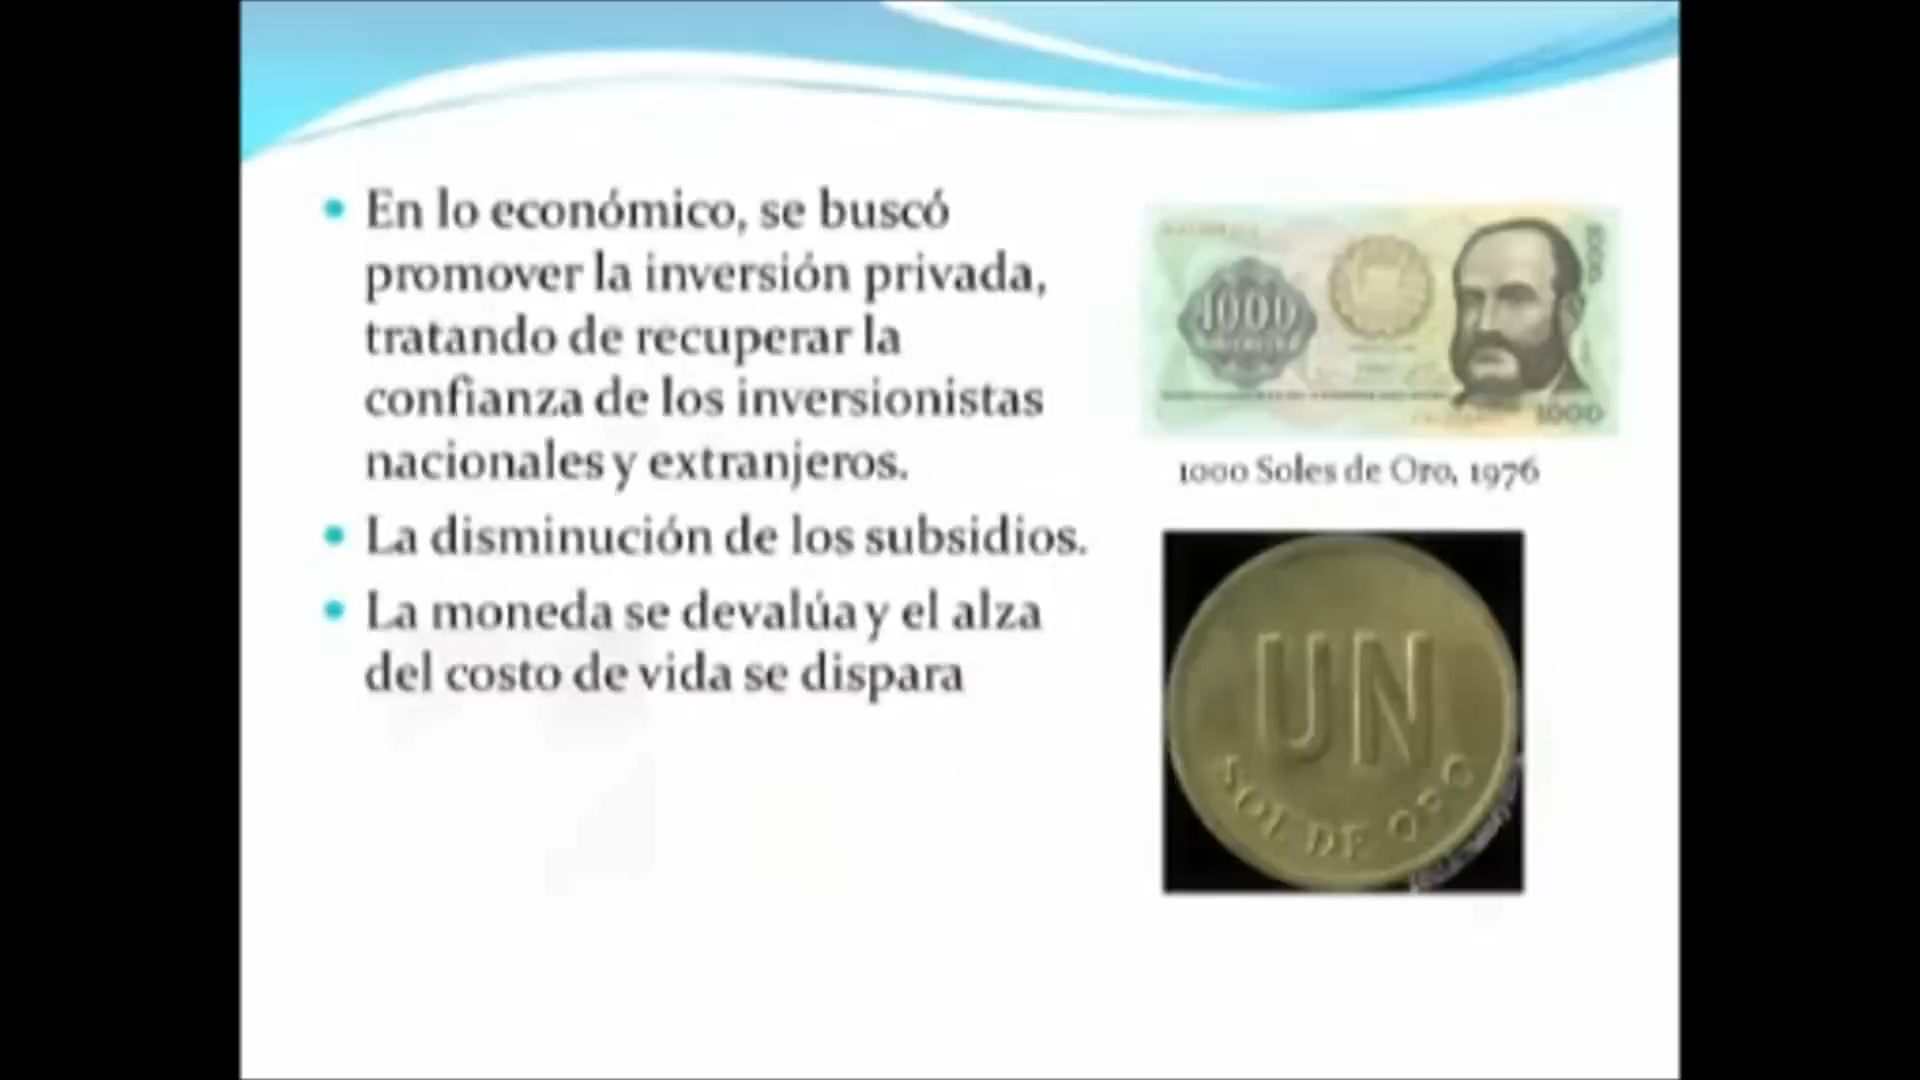 En lo económico, se buscó
promover la inversión privada,
tratando de recuperar la
confianza de los inversionistas
nacionales y extranjeros.
La disminución de los subsidios.
La moneda se devalúa y el alza
del costo de vida se dispara
1000
1000
1000 Soles de Oro, 1976
UN
SOL DE ORO